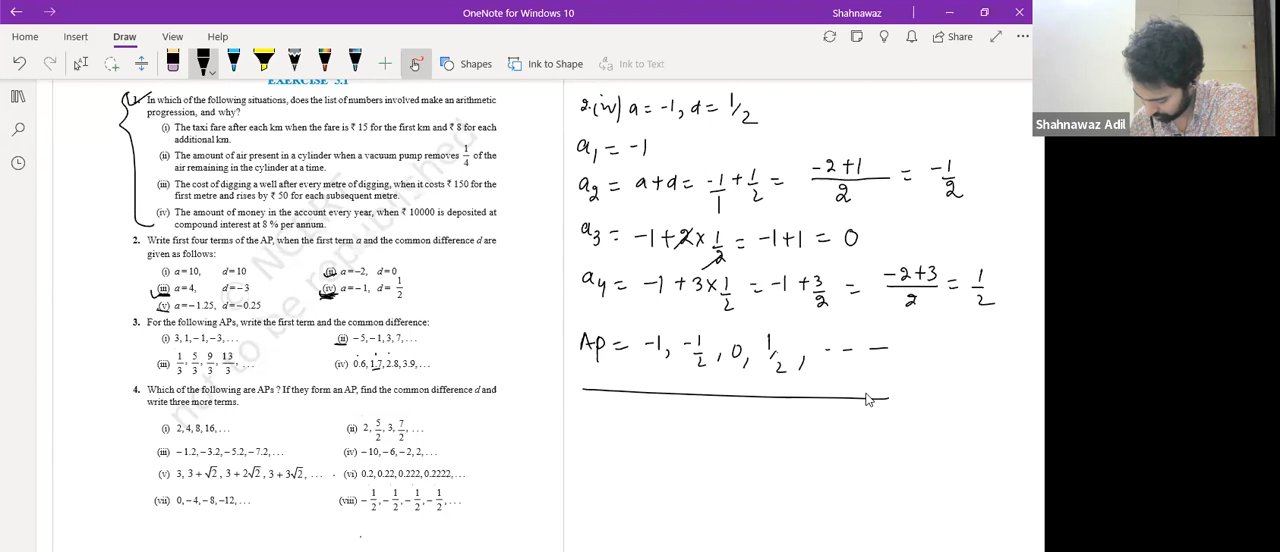 OneNote for Windows 10
Shahnawaz
Home Insert Draw View Help
Share
Shapes Ink to Shape Ink to Text
EXERCISE 5.1
1. In which of the following situations, does the list of numbers involved make an arithmetic
progression, and why?
(i) The taxi fare after each km when the fare is ₹ 15 for the first km and ₹ 8 for each
additional km.
(ii) The amount of air present in a cylinder when a vacuum pump removes 1/4 of the
air remaining in the cylinder at a time.
(iii) The cost of digging a well after every metre of digging, when it costs ₹ 150 for the
first metre and rises by ₹ 50 for each subsequent metre.
(iv) The amount of money in the account every year, when ₹ 10000 is deposited at
compound interest at 8 % per annum.
2. Write first four terms of the AP, when the first term a and the common difference d are
given as follows:
(i) a = 10, d = 10 (ii) a = –2, d = 0
(iii) a = 4, d = –3 (iv) a = –1, d = 1/2
(v) a = –1.25, d = –0.25
3. For the following APs, write the first term and the common difference:
(i) 3, 1, –1, –3, . . . (ii) –5, –1, 3, 7, . . .
(iii) 1/3, 5/3, 9/3, 13/3, . . . (iv) 0.6, 1.7, 2.8, 3.9, . . .
4. Which of the following are APs ? If they form an AP, find the common difference d and
write three more terms.
(i) 2, 4, 8, 16, . . . (ii) 2, 5/2, 3, 7/2, . . .
(iii) –1.2, –3.2, –5.2, –7.2, . . . (iv) –10, –6, –2, 2, . . .
(v) 3, 3 + √2, 3 + 2√2, 3 + 3√2, . . . (vi) 0.2, 0.22, 0.222, 0.2222, . . .
(vii) 0, –4, –8, –12, . . . (viii) –1/2, –1/2, –1/2, –1/2, . . .
not to be republished
2.(iv) a = -1, d = 1/2
a1 = -1
a2 = a+d = -1/1 + 1/2 = (-2+1)/2 = -1/2
a3 = -1 + 2 × 1/2 = -1+1 = 0
a4 = -1 + 3 × 1/2 = -1 + 3/2 = (-2+3)/2 = 1/2
AP = -1, -1/2, 0, 1/2, - - -
Shahnawaz Adil